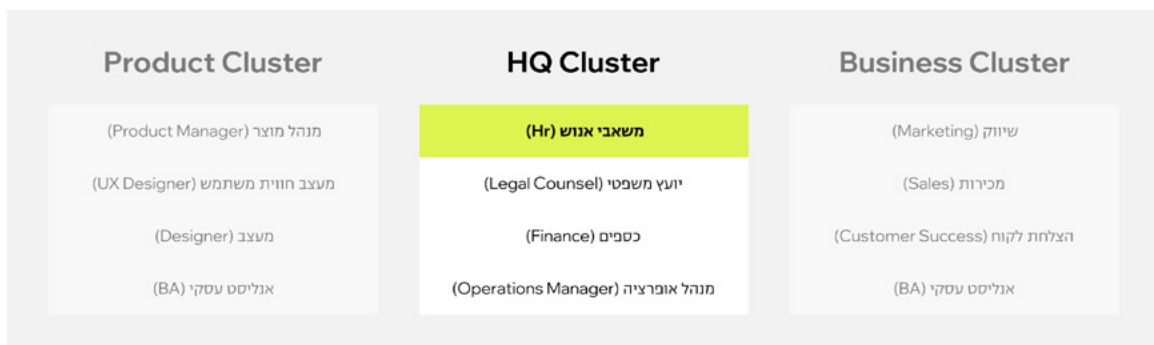 Product Cluster
מנהל מוצר (Product Manager)
מעצב חווית משתמש (UX Designer)
מעצב (Designer)
אנליסט עסקי (BA)
HQ Cluster
משאבי אנוש (Hr)
יועץ משפטי (Legal Counsel)
כספים (Finance)
מנהל אופרציה (Operations Manager)
Business Cluster
שיווק (Marketing)
מכירות (Sales)
הצלחת לקוח (Customer Success)
אנליסט עסקי (BA)